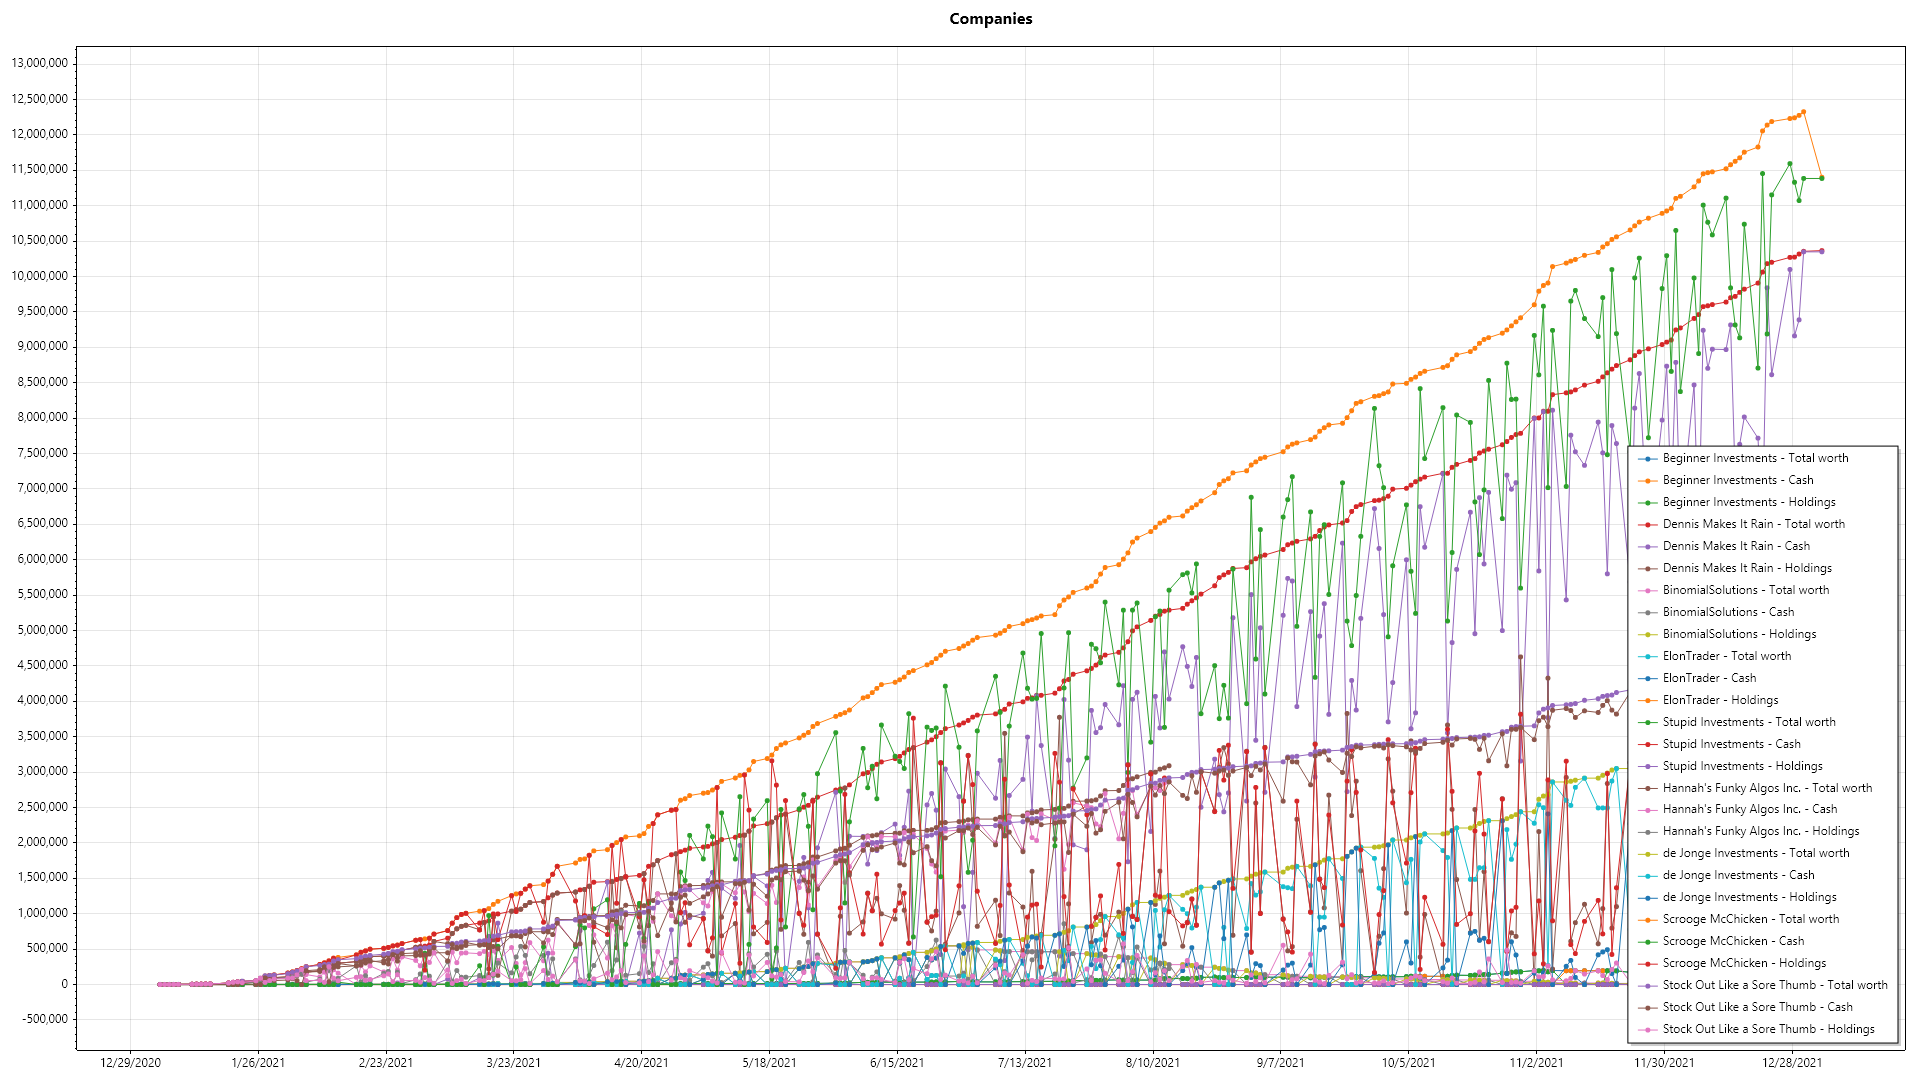 Companies
13,000,000
12,500,000
12,000,000
11,500,000
11,000,000
10,500,000
10,000,000
9,500,000
9,000,000
8,500,000
8,000,000
7,500,000
7,000,000
6,500,000
6,000,000
5,500,000
5,000,000
4,500,000
4,000,000
3,500,000
3,000,000
2,500,000
2,000,000
1,500,000
1,000,000
500,000
0
-500,000
Beginner Investments - Total worth
Beginner Investments - Cash
Beginner Investments - Holdings
Dennis Makes It Rain - Total worth
Dennis Makes It Rain - Cash
Dennis Makes It Rain - Holdings
BinomialSolutions - Total worth
BinomialSolutions - Cash
BinomialSolutions - Holdings
ElonTrader - Total worth
ElonTrader - Cash
ElonTrader - Holdings
Stupid Investments - Total worth
Stupid Investments - Cash
Stupid Investments - Holdings
Hannah's Funky Algos Inc. - Total worth
Hannah's Funky Algos Inc. - Cash
Hannah's Funky Algos Inc. - Holdings
de Jonge Investments - Total worth
de Jonge Investments - Cash
de Jonge Investments - Holdings
Scrooge McChicken - Total worth
Scrooge McChicken - Cash
Scrooge McChicken - Holdings
Stock Out Like a Sore Thumb - Total worth
Stock Out Like a Sore Thumb - Cash
Stock Out Like a Sore Thumb - Holdings
12/29/2020 1/26/2021 2/23/2021 3/23/2021 4/20/2021 5/18/2021 6/15/2021 7/13/2021 8/10/2021 9/7/2021 10/5/2021 11/2/2021 11/30/2021 12/28/2021